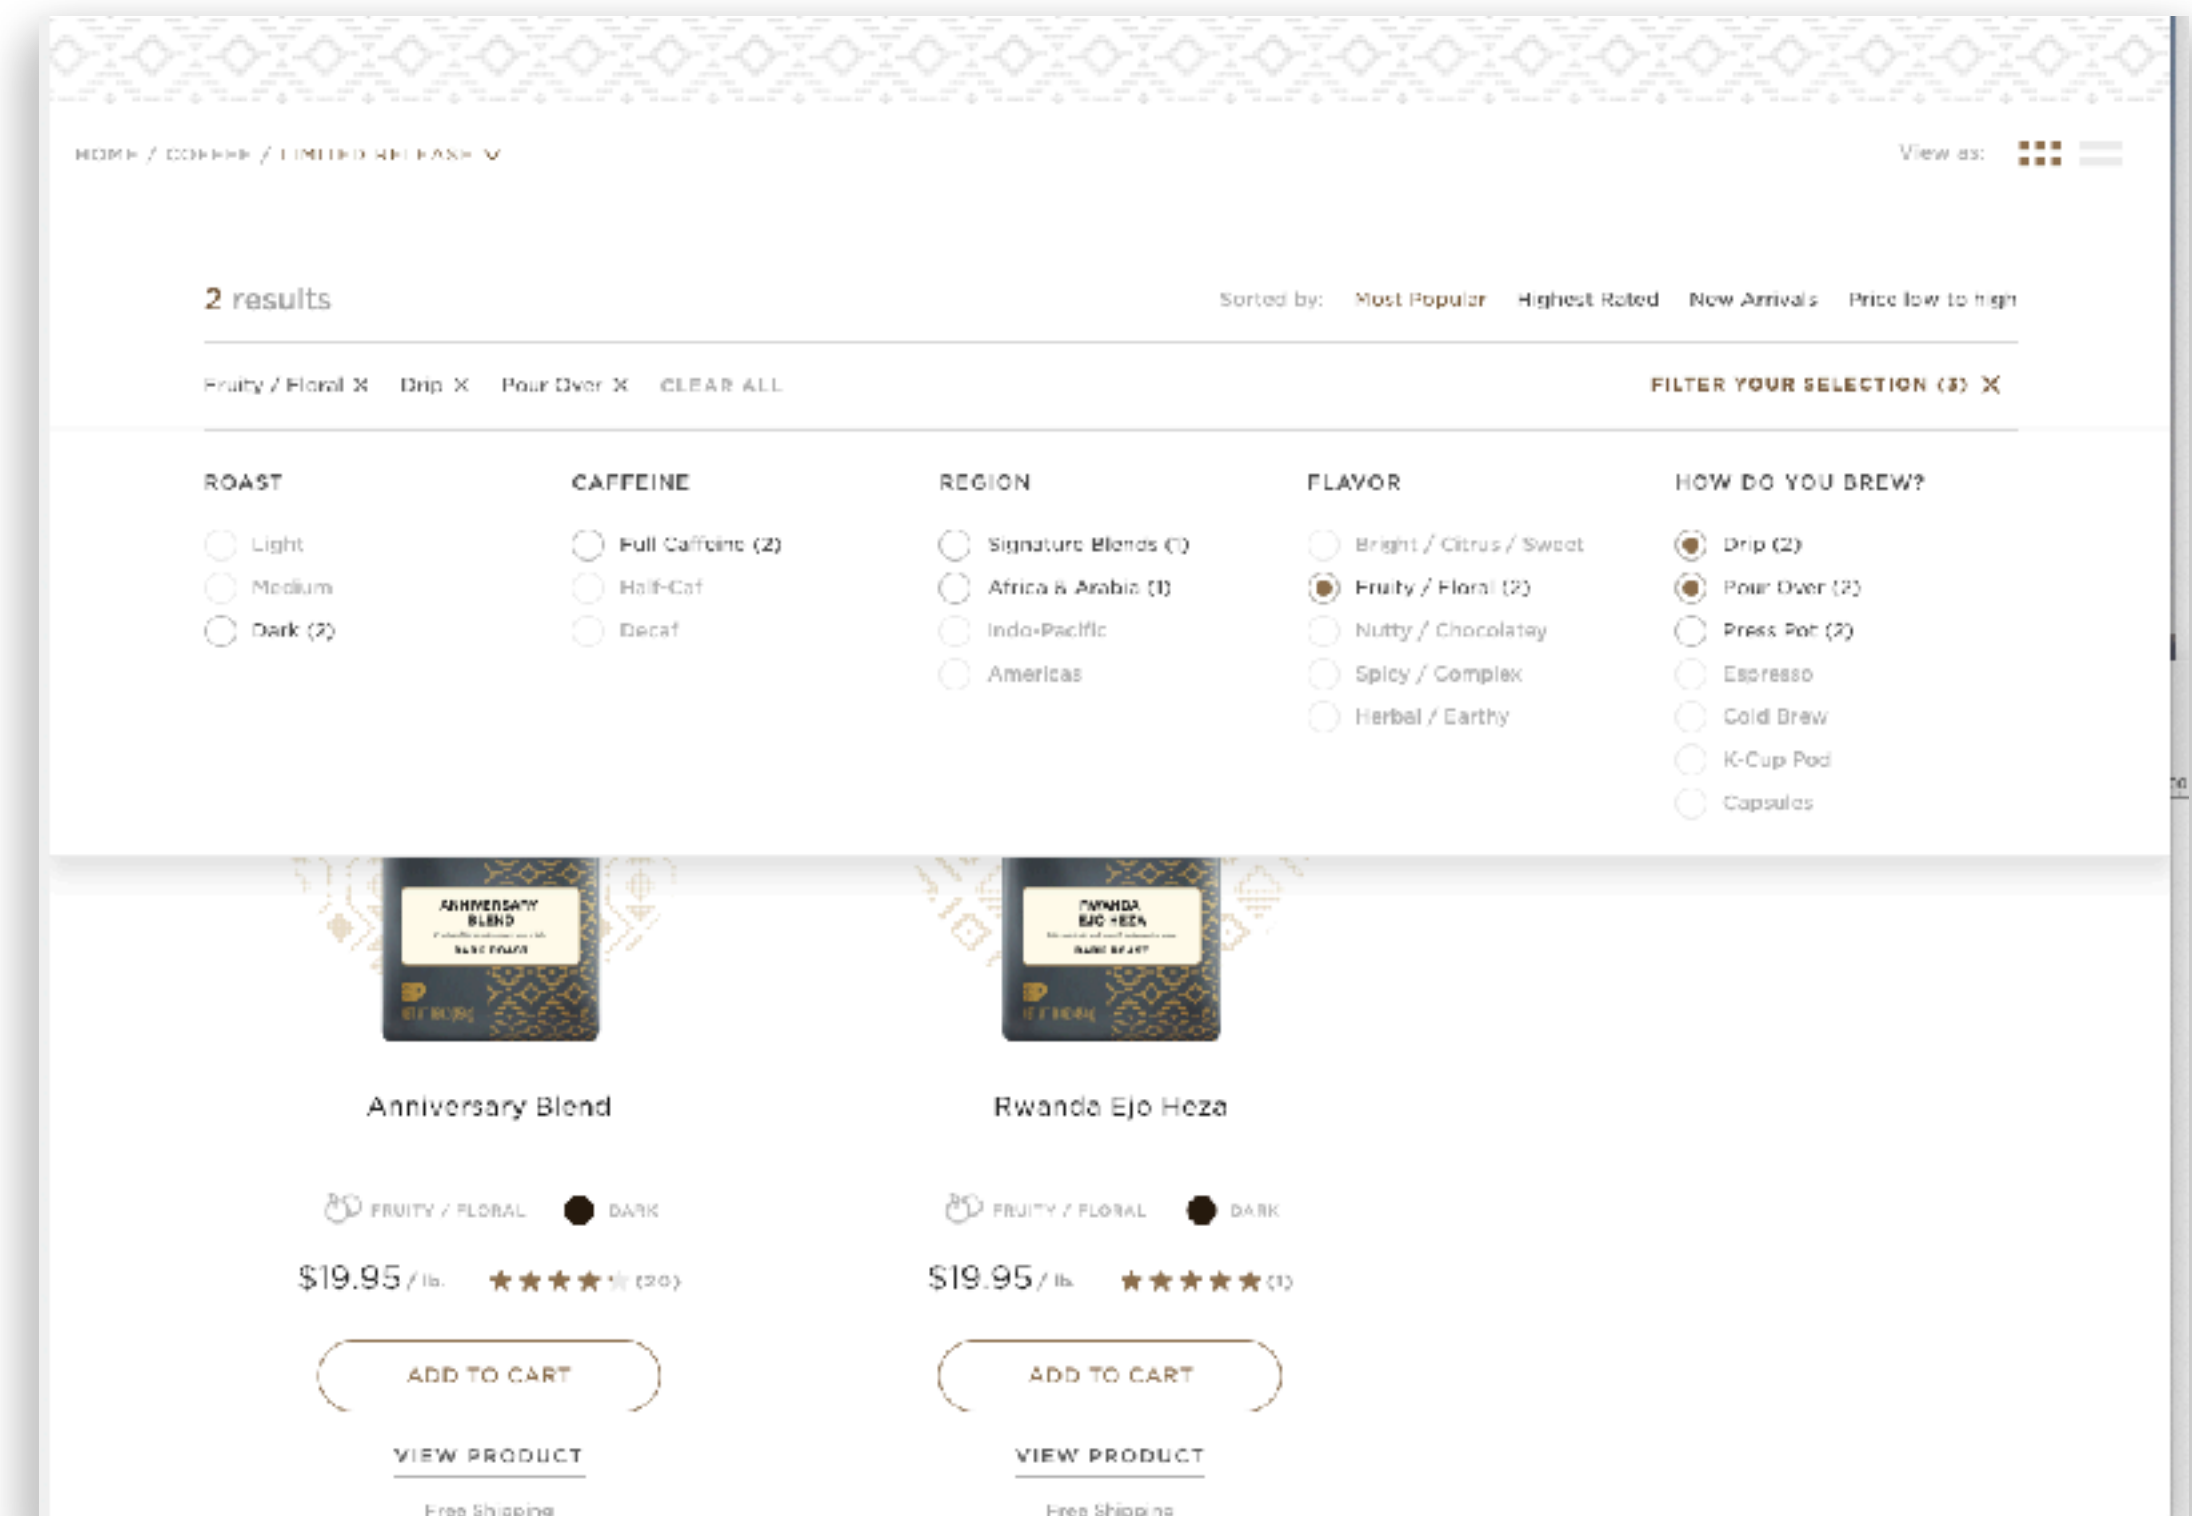 HOME / COFFEE / LIMITED RELEASE
View as:
2 results
Sorted by: Most Popular Highest Rated New Arrivals Price low to high
Fruity / Floral X Drip X Pour Over X CLEAR ALL
FILTER YOUR SELECTION (3) X
ROAST
Light
Medium
Dark (2)
CAFFEINE
Full Caffeine (2)
Half-Caf
Decaf
REGION
Signature Blends (1)
Africa & Arabia (1)
Indo-Pacific
Americas
FLAVOR
Bright / Citrus / Sweet
Fruity / Floral (2)
Nutty / Chocolatey
Spicy / Complex
Herbal / Earthy
HOW DO YOU BREW?
Drip (2)
Pour Over (2)
Press Pot (2)
Espresso
Cold Brew
K-Cup Pod
Capsules
ANNIVERSARY
BLEND
DARK ROAST
RWANDA
EJO HEZA
DARK ROAST
Anniversary Blend
FRUITY / FLORAL DARK
$19.95 / lb. (20)
ADD TO CART
VIEW PRODUCT
Free Shipping
Rwanda Ejo Heza
FRUITY / FLORAL DARK
$19.95 / lb. (1)
ADD TO CART
VIEW PRODUCT
Free Shipping